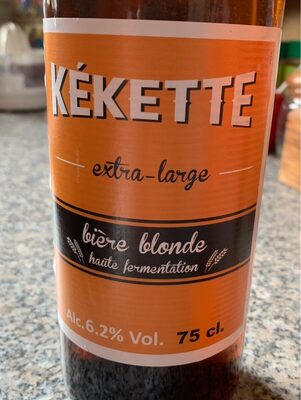 KÉKETTE
extra-large
bière blonde
haute fermentation
Alc.6.2% Vol. 75 cl.